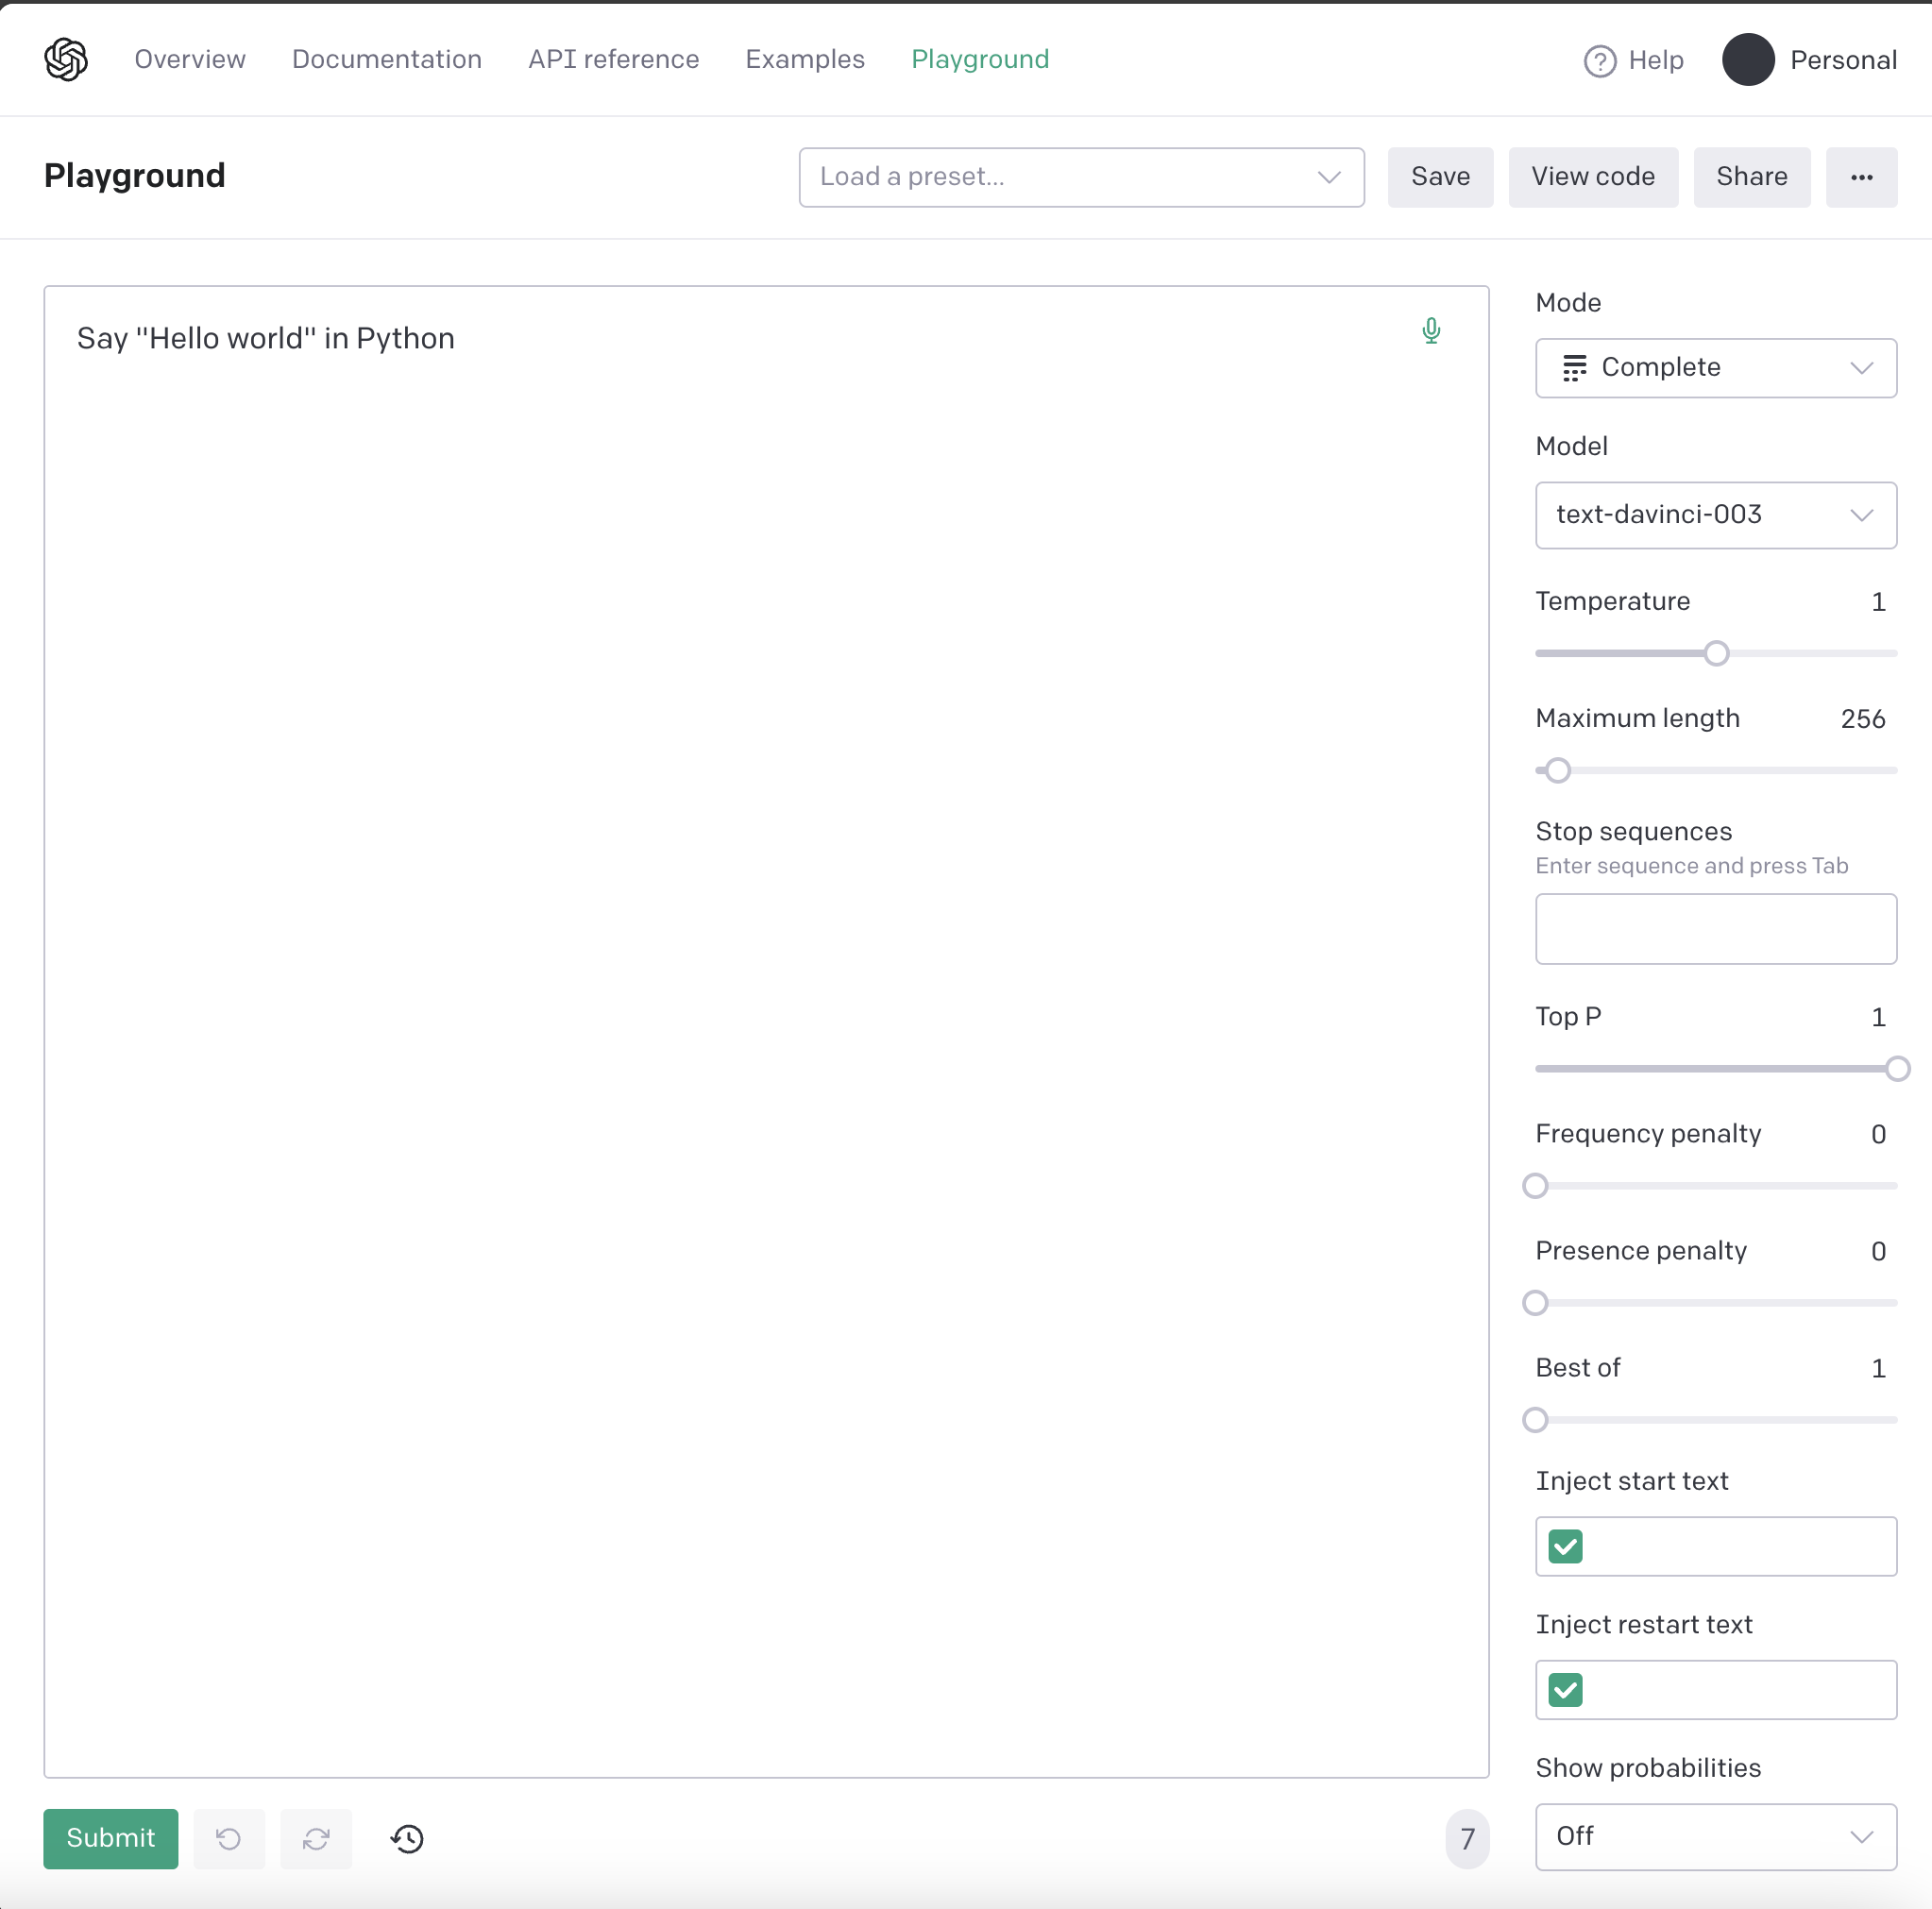 Overview Documentation API reference Examples Playground Help Personal
Playground Load a preset... Save View code Share ...
Say "Hello world" in Python
Mode
Complete
Model
text-davinci-003
Temperature 1
Maximum length 256
Stop sequences
Enter sequence and press Tab
Top P 1
Frequency penalty 0
Presence penalty 0
Best of 1
Inject start text
Inject restart text
Show probabilities
Off
Submit 7